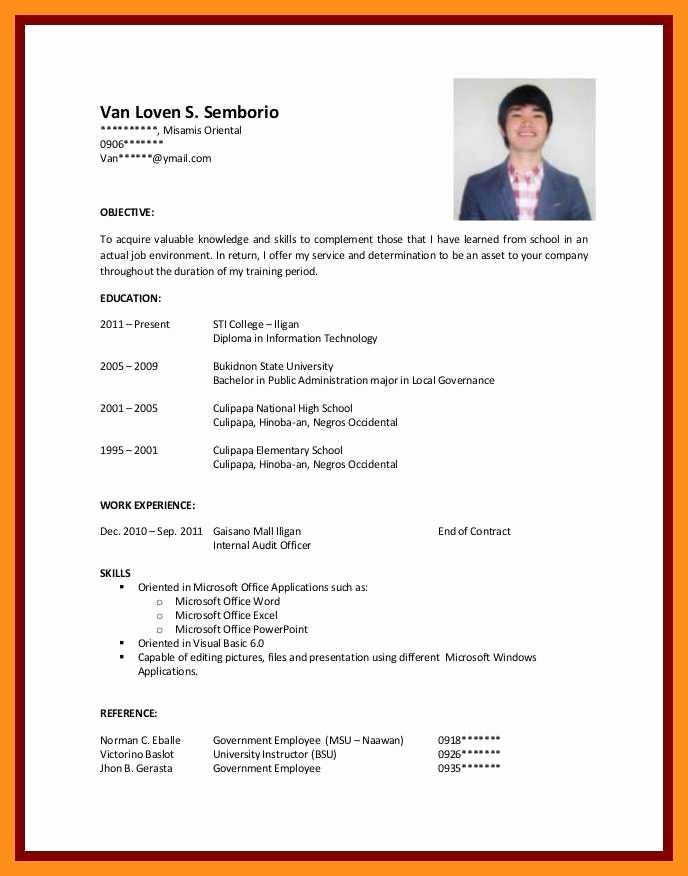 Van Loven S. Semborio
**********, Misamis Oriental
0906*******
Van******@ymail.com
OBJECTIVE:
To acquire valuable knowledge and skills to complement those that I have learned from school in an
actual job environment. In return, I offer my service and determination to be an asset to your company
throughout the duration of my training period.
EDUCATION:
2011 – Present STI College – Iligan
Diploma in Information Technology
2005 – 2009 Bukidnon State University
Bachelor in Public Administration major in Local Governance
2001 – 2005 Culipapa National High School
Culipapa, Hinoba-an, Negros Occidental
1995 – 2001 Culipapa Elementary School
Culipapa, Hinoba-an, Negros Occidental
WORK EXPERIENCE:
Dec. 2010 – Sep. 2011 Gaisano Mall Iligan End of Contract
Internal Audit Officer
SKILLS
▪ Oriented in Microsoft Office Applications such as:
o Microsoft Office Word
o Microsoft Office Excel
o Microsoft Office PowerPoint
▪ Oriented in Visual Basic 6.0
▪ Capable of editing pictures, files and presentation using different Microsoft Windows
Applications.
REFERENCE:
Norman C. Eballe Government Employee (MSU – Naawan) 0918*******
Victorino Baslot University Instructor (BSU) 0926*******
Jhon B. Gerasta Government Employee 0935*******